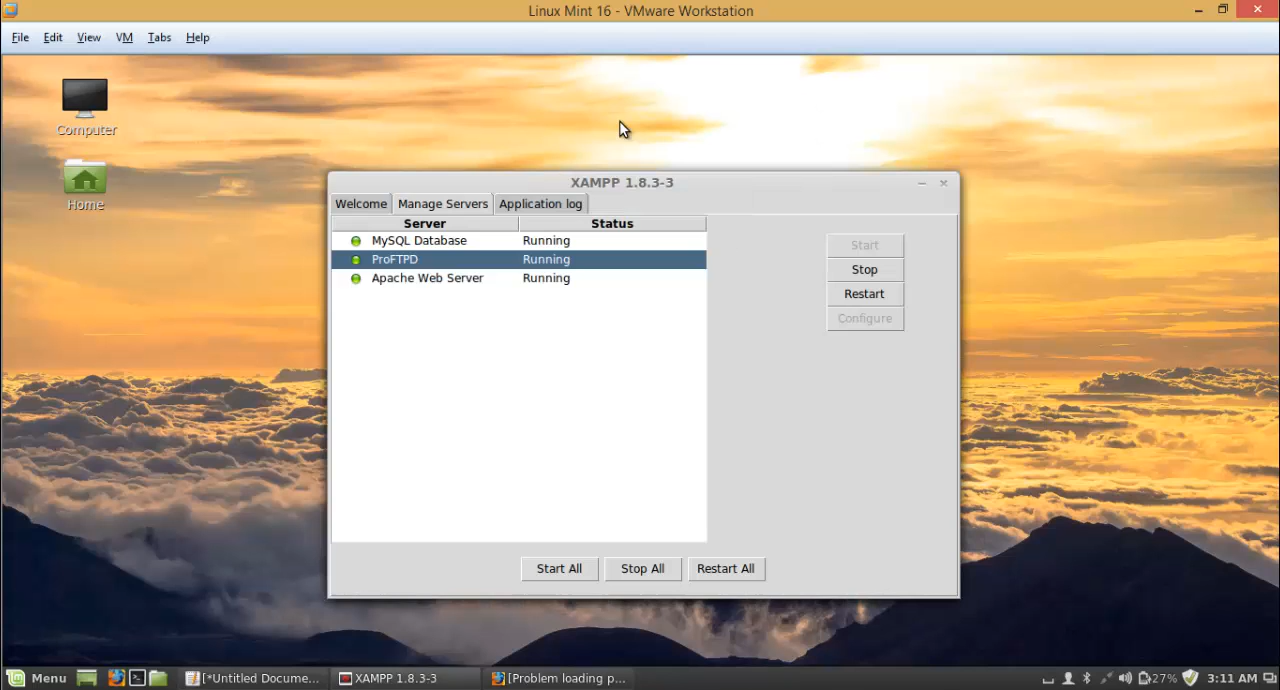 Linux Mint 16 - VMware Workstation
File Edit View VM Tabs Help
Computer
Home
XAMPP 1.8.3-3
Welcome Manage Servers Application log
Server Status
MySQL Database Running
ProFTPD Running
Apache Web Server Running
Start
Stop
Restart
Configure
Start All Stop All Restart All
Menu [*Untitled Docume... XAMPP 1.8.3-3 [Problem loading p... 27% 3:11 AM